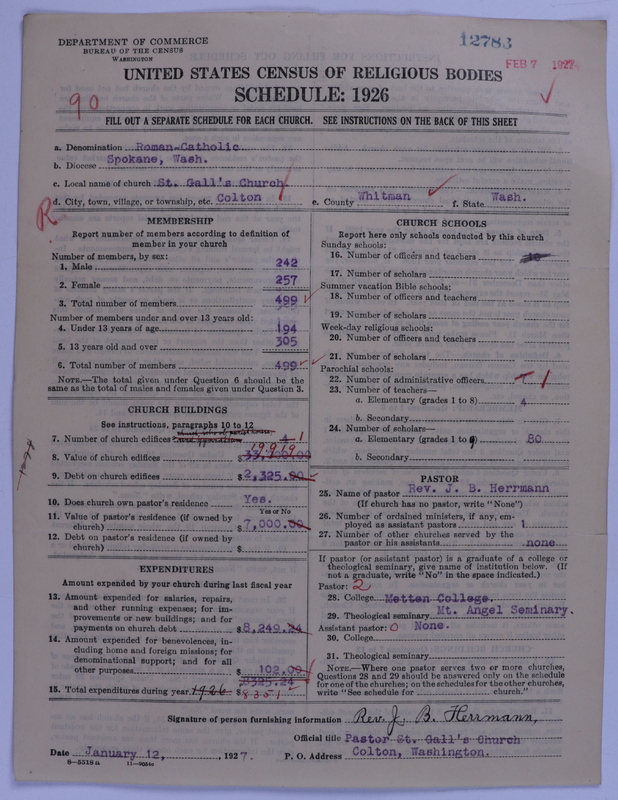 DEPARTMENT OF COMMERCE
BUREAU OF THE CENSUS
WASHINGTON
12783
FEB 7 1927
UNITED STATES CENSUS OF RELIGIOUS BODIES
SCHEDULE: 1926
90
FILL OUT A SEPARATE SCHEDULE FOR EACH CHURCH. SEE INSTRUCTIONS ON THE BACK OF THIS SHEET
a. Denomination Roman-Catholic
b. Diocese Spokane, Wash.
c. Local name of church St. Gall's Church
d. City, town, village, or township, etc. Colton e. County Whitman f. State Wash.
R
MEMBERSHIP
Report number of members according to definition of
member in your church
Number of members, by sex:
1. Male 242
2. Female 257
3. Total number of members 499
Number of members under and over 13 years old:
4. Under 13 years of age 194
5. 13 years old and over 305
6. Total number of members 499
NOTE.—The total given under Question 6 should be the
same as the total of males and females given under Question 3.
CHURCH BUILDINGS
See instructions, paragraphs 10 to 12
7. Number of church edifices 4 1
8. Value of church edifices $
9. Debt on church edifices $2,325.00
10. Does church own pastor's residence Yes.
Yes or No
11. Value of pastor's residence (if owned by
church) $7,000.00
12. Debt on pastor's residence (if owned by
church) $
EXPENDITURES
Amount expended by your church during last fiscal year
13. Amount expended for salaries, repairs,
and other running expenses; for im-
provements or new buildings; and for
payments on church debt $8,249.24
14. Amount expended for benevolences, in-
cluding home and foreign missions; for
denominational support; and for all
other purposes $102.00
15. Total expenditures during year 1926 $8351
CHURCH SCHOOLS
Report here only schools conducted by this church
Sunday schools:
16. Number of officers and teachers
17. Number of scholars
Summer vacation Bible schools:
18. Number of officers and teachers
19. Number of scholars
Week-day religious schools:
20. Number of officers and teachers
21. Number of scholars
Parochial schools:
22. Number of administrative officers 1
23. Number of teachers—
a. Elementary (grades 1 to 8) 4
b. Secondary
24. Number of scholars—
a. Elementary (grades 1 to 9) 80
b. Secondary
PASTOR
25. Name of pastor Rev. J. B. Herrmann
(If church has no pastor, write "None")
26. Number of ordained ministers, if any, em-
ployed as assistant pastors 1
27. Number of other churches served by the
pastor or his assistants none
If pastor (or assistant pastor) is a graduate of a college or
theological seminary, give name of institution below. (If
not a graduate, write "No" in the space indicated.)
Pastor: 2
28. College Metten College.
29. Theological seminary Mt. Angel Seminary.
Assistant pastor: 0 None.
30. College
31. Theological seminary
NOTE.—Where one pastor serves two or more churches,
Questions 28 and 29 should be answered only on the schedule
for one of the churches; on the schedules for the other churches,
write "See schedule for church."
Signature of person furnishing information Rev. J. B. Herrmann,
Official title Pastor St. Gall's Church
Date January 12, , 1927. P. O. Address Colton, Washington.
8—5518a 11—9054c